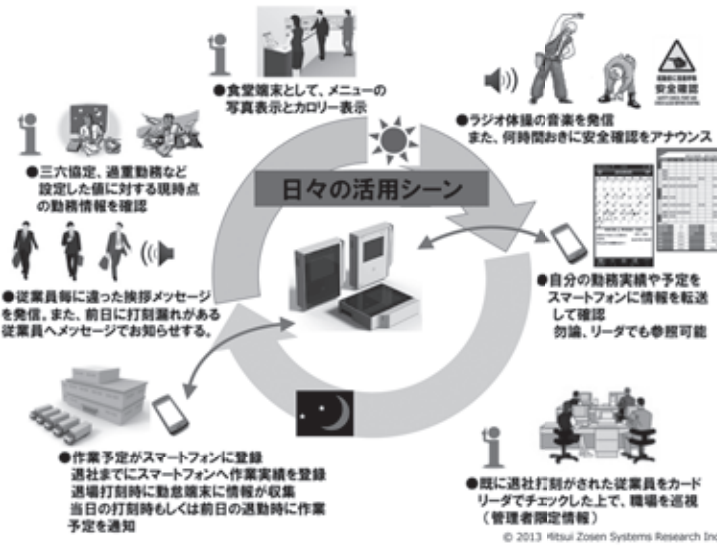 ●食堂端末として、メニューの
写真表示とカロリー表示
安全確認
●ラジオ体操の音楽を発信
また、何時間おきに安全確認をアナウンス
●三六協定、過重勤務など
設定した値に対する現時点
の勤務情報を確認
日々の活用シーン
●従業員毎に違った挨拶メッセージ
を発信。また、前日に打刻漏れがある
従業員へメッセージでお知らせする。
●自分の勤務実績や予定を
スマートフォンに情報を転送
して確認
勿論、リーダでも参照可能
●作業予定がスマートフォンに登録
退社までにスマートフォンへ作業実績を登録
退場打刻時に勤怠端末に情報が収集
当日の打刻時もしくは前日の退勤時に作業
予定を通知
●既に退社打刻がされた従業員をカード
リーダでチェックした上で、職場を巡視
（管理者限定情報）
© 2013 Mitsui Zosen Systems Research Inc